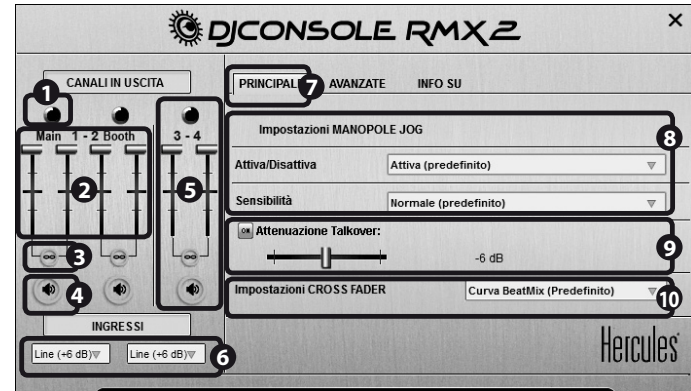 DJCONSOLE RMX2
×
CANALI IN USCITA
PRINCIPALI
AVANZATE
INFO SU
1
7
Main 1 - 2 Booth
3 - 4
2
5
3
4
Impostazioni MANOPOLE JOG
8
Attiva/Disattiva
Attiva (predefinito)
Sensibilità
Normale (predefinito)
ON Attenuazione Talkover:
9
-6 dB
Impostazioni CROSS FADER
Curva BeatMix (Predefinito)
10
INGRESSI
Line (+6 dB)
Line (+6 dB)
6
Hercules